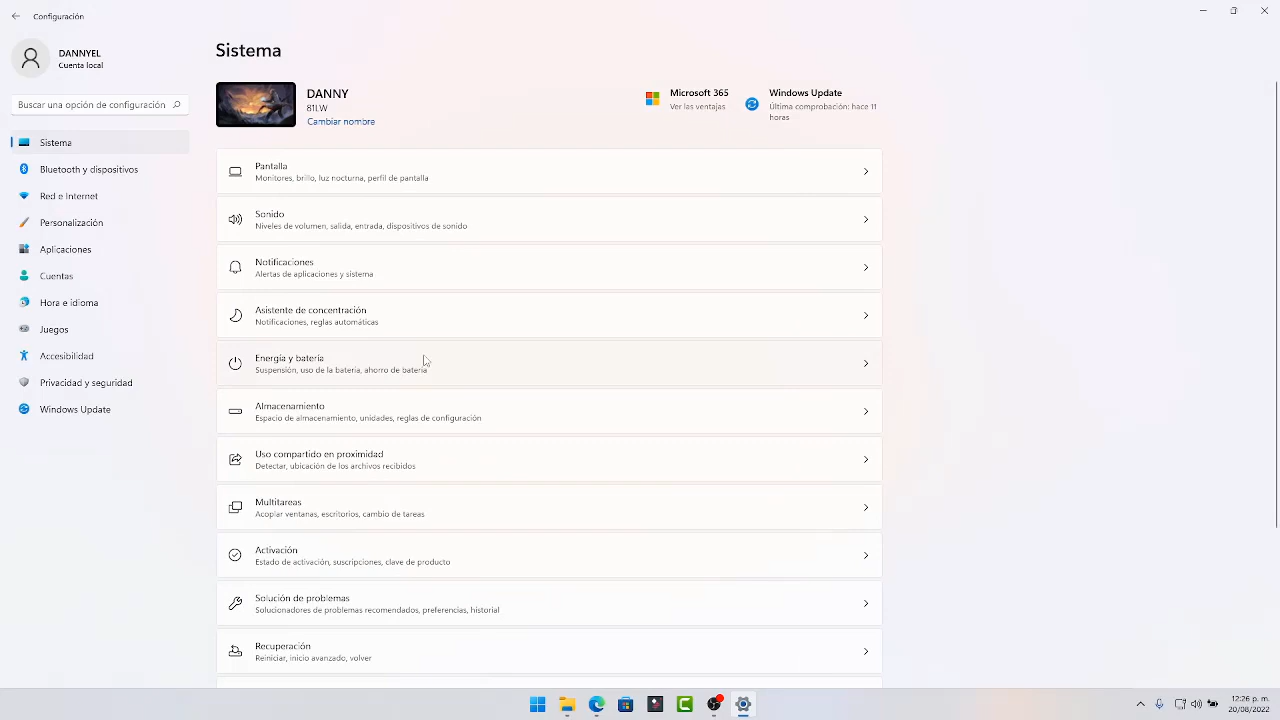 Configuración
DANNYEL
Cuenta local
Buscar una opción de configuración
Sistema
Bluetooth y dispositivos
Red e Internet
Personalización
Aplicaciones
Cuentas
Hora e idioma
Juegos
Accesibilidad
Privacidad y seguridad
Windows Update
Sistema
DANNY
81LW
Cambiar nombre
Microsoft 365
Ver las ventajas
Windows Update
Última comprobación: hace 11
horas
Pantalla
Monitores, brillo, luz nocturna, perfil de pantalla
Sonido
Niveles de volumen, salida, entrada, dispositivos de sonido
Notificaciones
Alertas de aplicaciones y sistema
Asistente de concentración
Notificaciones, reglas automáticas
Energía y batería
Suspensión, uso de la batería, ahorro de batería
Almacenamiento
Espacio de almacenamiento, unidades, reglas de configuración
Uso compartido en proximidad
Detectar, ubicación de los archivos recibidos
Multitareas
Acoplar ventanas, escritorios, cambio de tareas
Activación
Estado de activación, suscripciones, clave de producto
Solución de problemas
Solucionadores de problemas recomendados, preferencias, historial
Recuperación
Reiniciar, inicio avanzado, volver
12:26 p. m.
20/08/2022